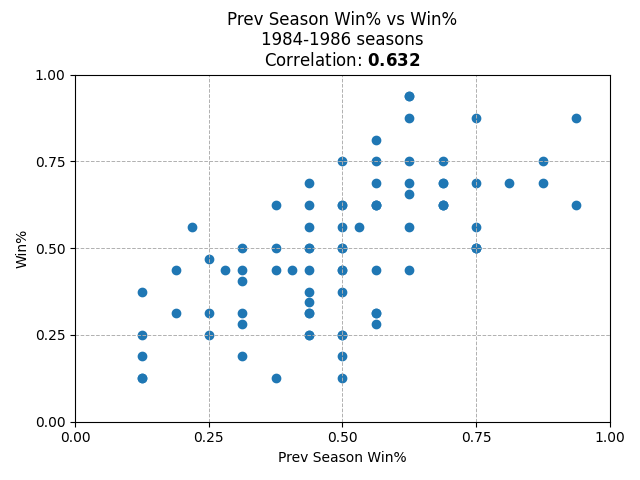 Prev Season Win% vs Win%
1984-1986 seasons
Correlation: 0.632
1.00
0.75
0.50
0.25
0.00
Win%
0.00 0.25 0.50 0.75 1.00
Prev Season Win%